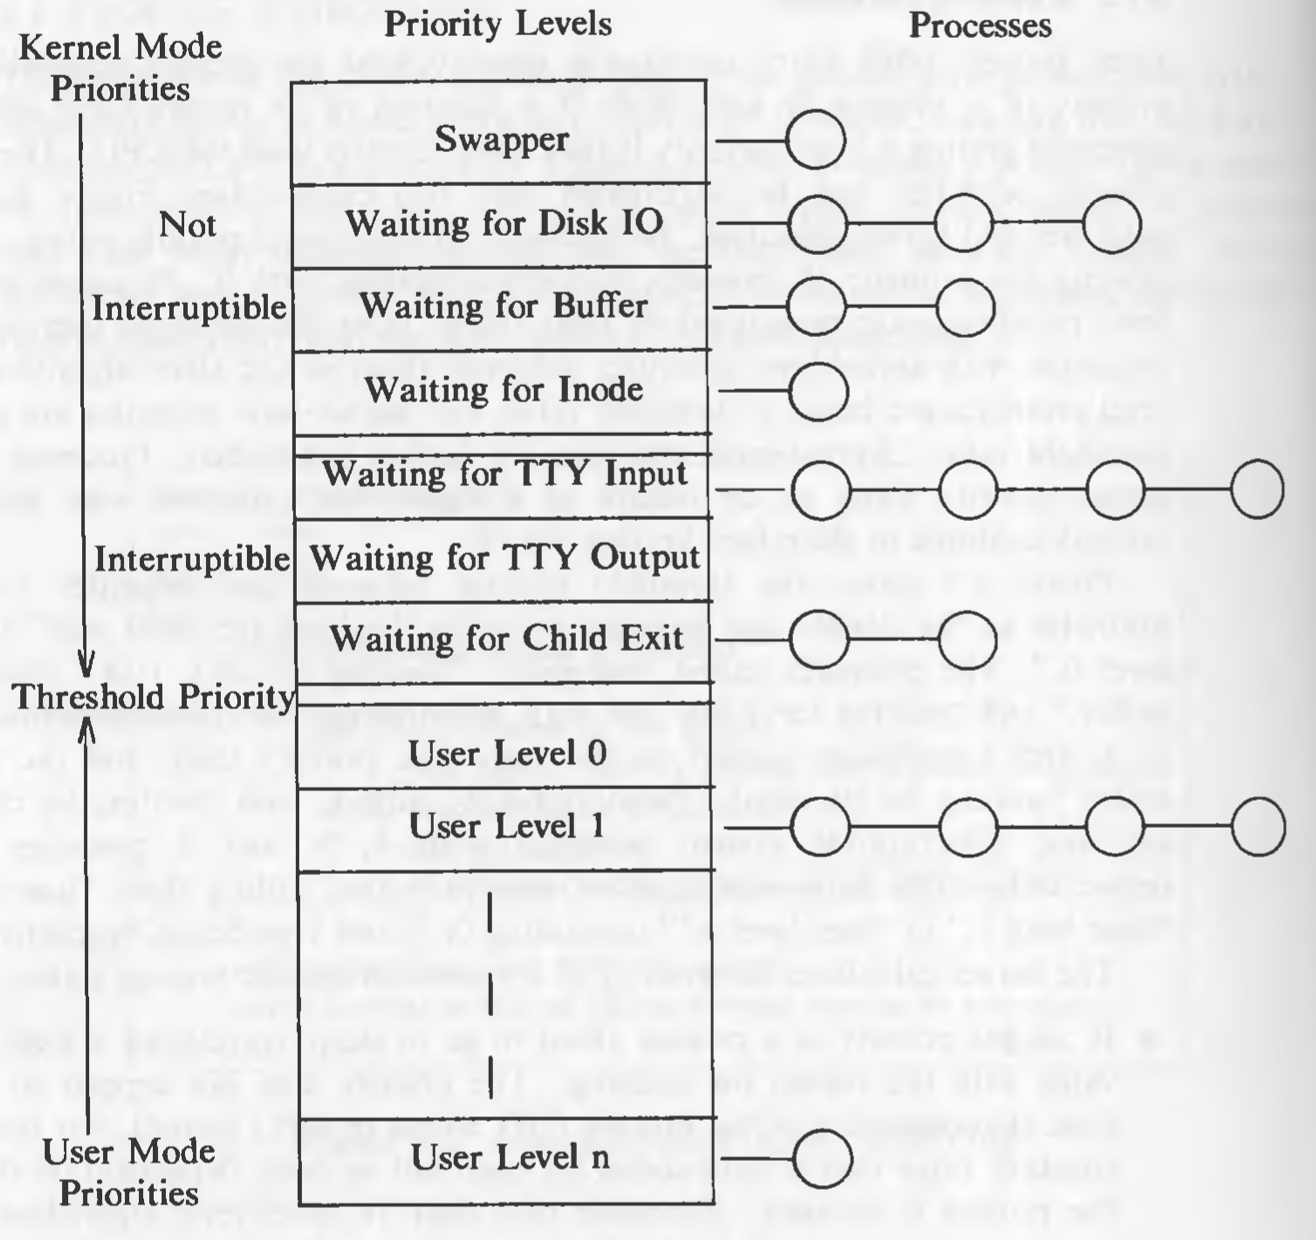 Kernel Mode
Priorities
Priority Levels
Processes
Swapper
Not
Waiting for Disk IO
Interruptible
Waiting for Buffer
Waiting for Inode
Waiting for TTY Input
Interruptible
Waiting for TTY Output
Waiting for Child Exit
Threshold Priority
User Level 0
User Level 1
User Level n
User Mode
Priorities